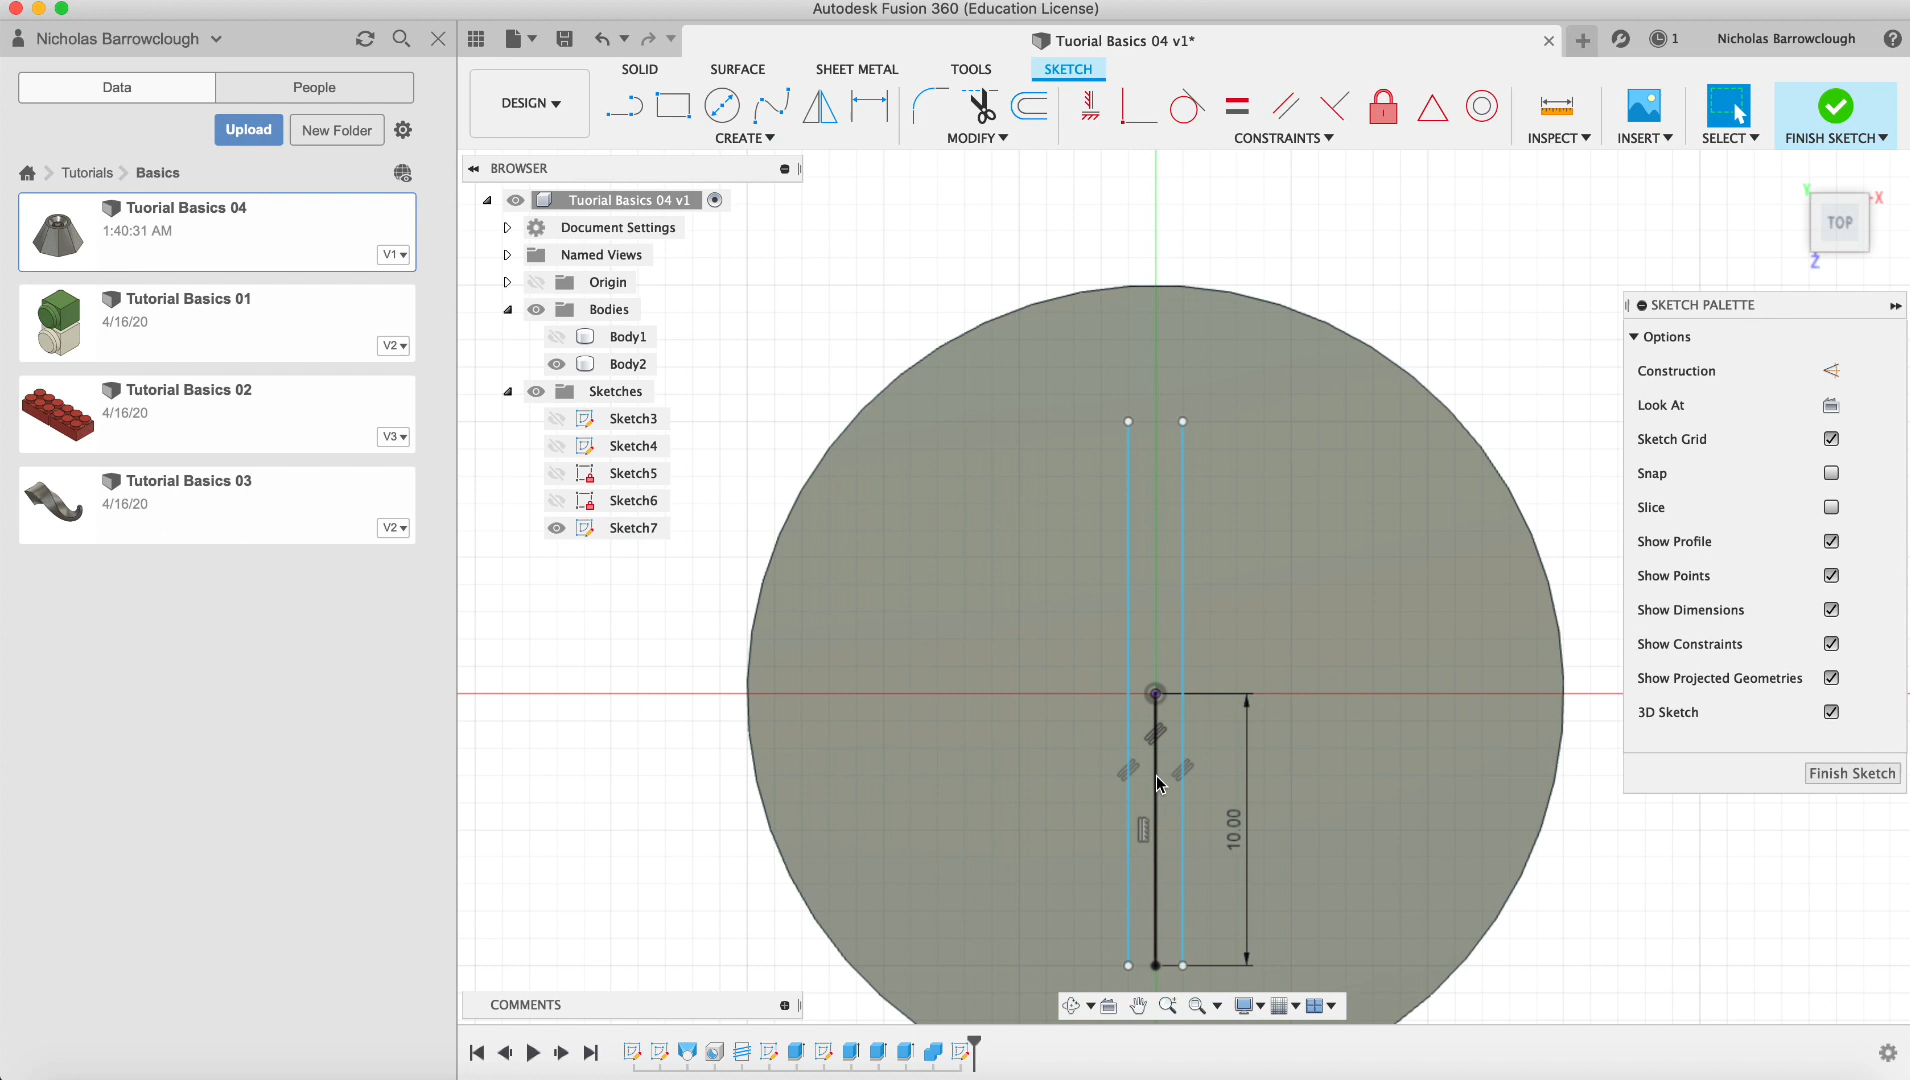 Autodesk Fusion 360 (Education License)
Nicholas Barrowclough
Tuorial Basics 04 v1*
1
Nicholas Barrowclough
Data
People
Upload
New Folder
Tutorials
Basics
Tuorial Basics 04
1:40:31 AM
V1
Tutorial Basics 01
4/16/20
V2
Tutorial Basics 02
4/16/20
V3
Tutorial Basics 03
4/16/20
V2
SOLID
SURFACE
SHEET METAL
TOOLS
SKETCH
DESIGN
CREATE
MODIFY
CONSTRAINTS
INSPECT
INSERT
SELECT
FINISH SKETCH
BROWSER
Tuorial Basics 04 v1
Document Settings
Named Views
Origin
Bodies
Body1
Body2
Sketches
Sketch3
Sketch4
Sketch5
Sketch6
Sketch7
Y
X
TOP
Z
SKETCH PALETTE
Options
Construction
Look At
Sketch Grid
Snap
Slice
Show Profile
Show Points
Show Dimensions
Show Constraints
Show Projected Geometries
3D Sketch
Finish Sketch
10.00
COMMENTS